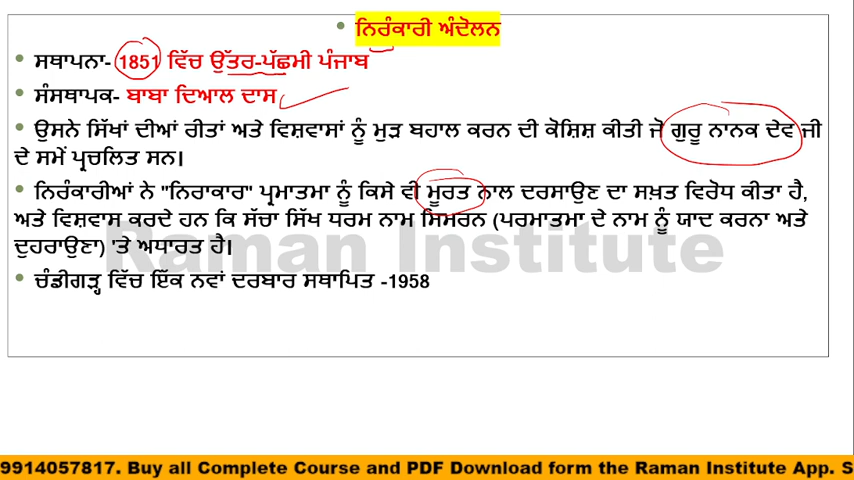 ਨਿਰੰਕਾਰੀ ਅੰਦੋਲਨ
ਸਥਾਪਨਾ- 1851 ਵਿੱਚ ਉੱਤਰ-ਪੱਛਮੀ ਪੰਜਾਬ
ਸੰਸਥਾਪਕ- ਬਾਬਾ ਦਿਆਲ ਦਾਸ
ਉਸਨੇ ਸਿੱਖਾਂ ਦੀਆਂ ਰੀਤਾਂ ਅਤੇ ਵਿਸ਼ਵਾਸਾਂ ਨੂੰ ਮੁੜ ਬਹਾਲ ਕਰਨ ਦੀ ਕੋਸ਼ਿਸ਼ ਕੀਤੀ ਜੋ ਗੁਰੂ ਨਾਨਕ ਦੇਵ ਜੀ
ਦੇ ਸਮੇਂ ਪ੍ਰਚਲਿਤ ਸਨ।
ਨਿਰੰਕਾਰੀਆਂ ਨੇ "ਨਿਰਾਕਾਰ" ਪ੍ਰਮਾਤਮਾ ਨੂੰ ਕਿਸੇ ਵੀ ਮੂਰਤ ਨਾਲ ਦਰਸਾਉਣ ਦਾ ਸਖ਼ਤ ਵਿਰੋਧ ਕੀਤਾ ਹੈ,
ਅਤੇ ਵਿਸ਼ਵਾਸ ਕਰਦੇ ਹਨ ਕਿ ਸੱਚਾ ਸਿੱਖ ਧਰਮ ਨਾਮ ਸਿਮਰਨ (ਪਰਮਾਤਮਾ ਦੇ ਨਾਮ ਨੂੰ ਯਾਦ ਕਰਨਾ ਅਤੇ
ਦੁਹਰਾਉਣਾ) 'ਤੇ ਅਧਾਰਤ ਹੈ।
Raman Institute
ਚੰਡੀਗੜ੍ਹ ਵਿੱਚ ਇੱਕ ਨਵਾਂ ਦਰਬਾਰ ਸਥਾਪਿਤ -1958
9914057817. Buy all Complete Course and PDF Download form the Raman Institute App. S